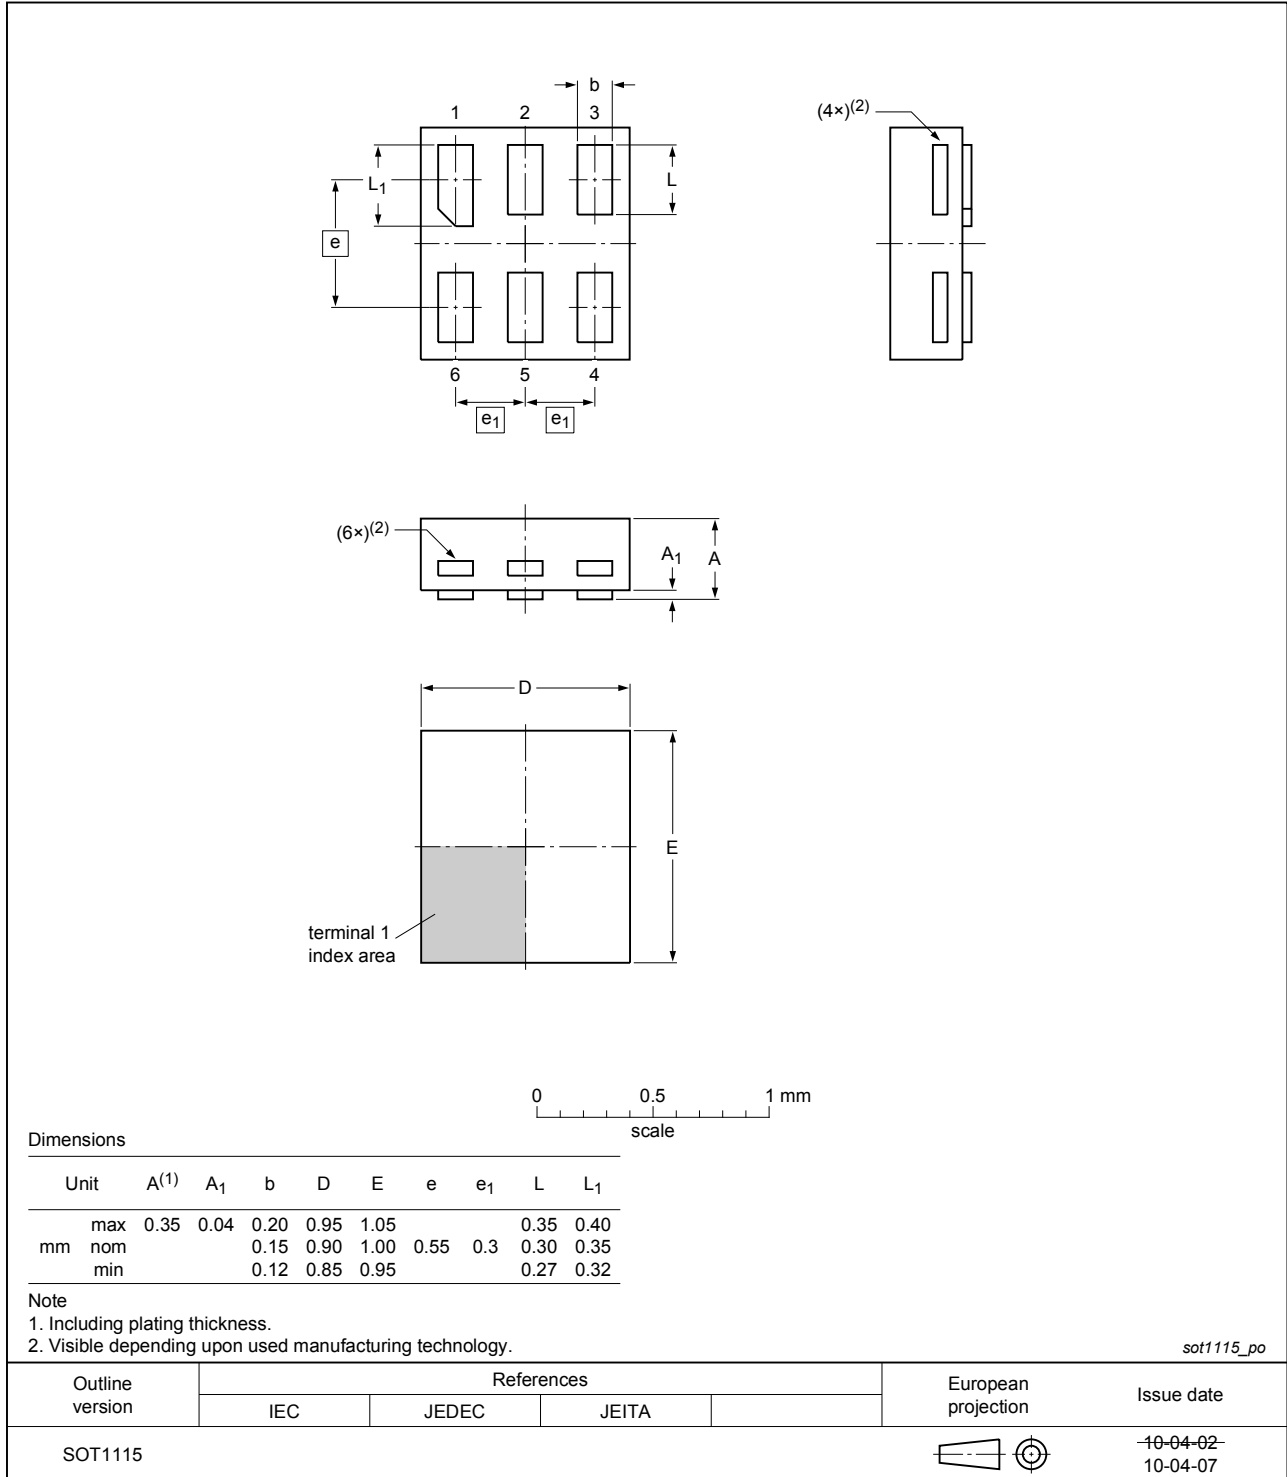 b
1 2 3
(4×)(2)
L1
L
e
6 5 4
e1 e1
(6×)(2)
A1 A
D
E
terminal 1
index area
0 0.5 1 mm
scale
Dimensions
Unit A(1) A1 b D E e e1 L L1
max 0.35 0.04 0.20 0.95 1.05 0.35 0.40
mm nom 0.15 0.90 1.00 0.55 0.3 0.30 0.35
min 0.12 0.85 0.95 0.27 0.32
Note
1. Including plating thickness.
2. Visible depending upon used manufacturing technology.
sot1115_po
Outline
version
References
IEC JEDEC JEITA
European
projection
Issue date
SOT1115
10-04-02
10-04-07